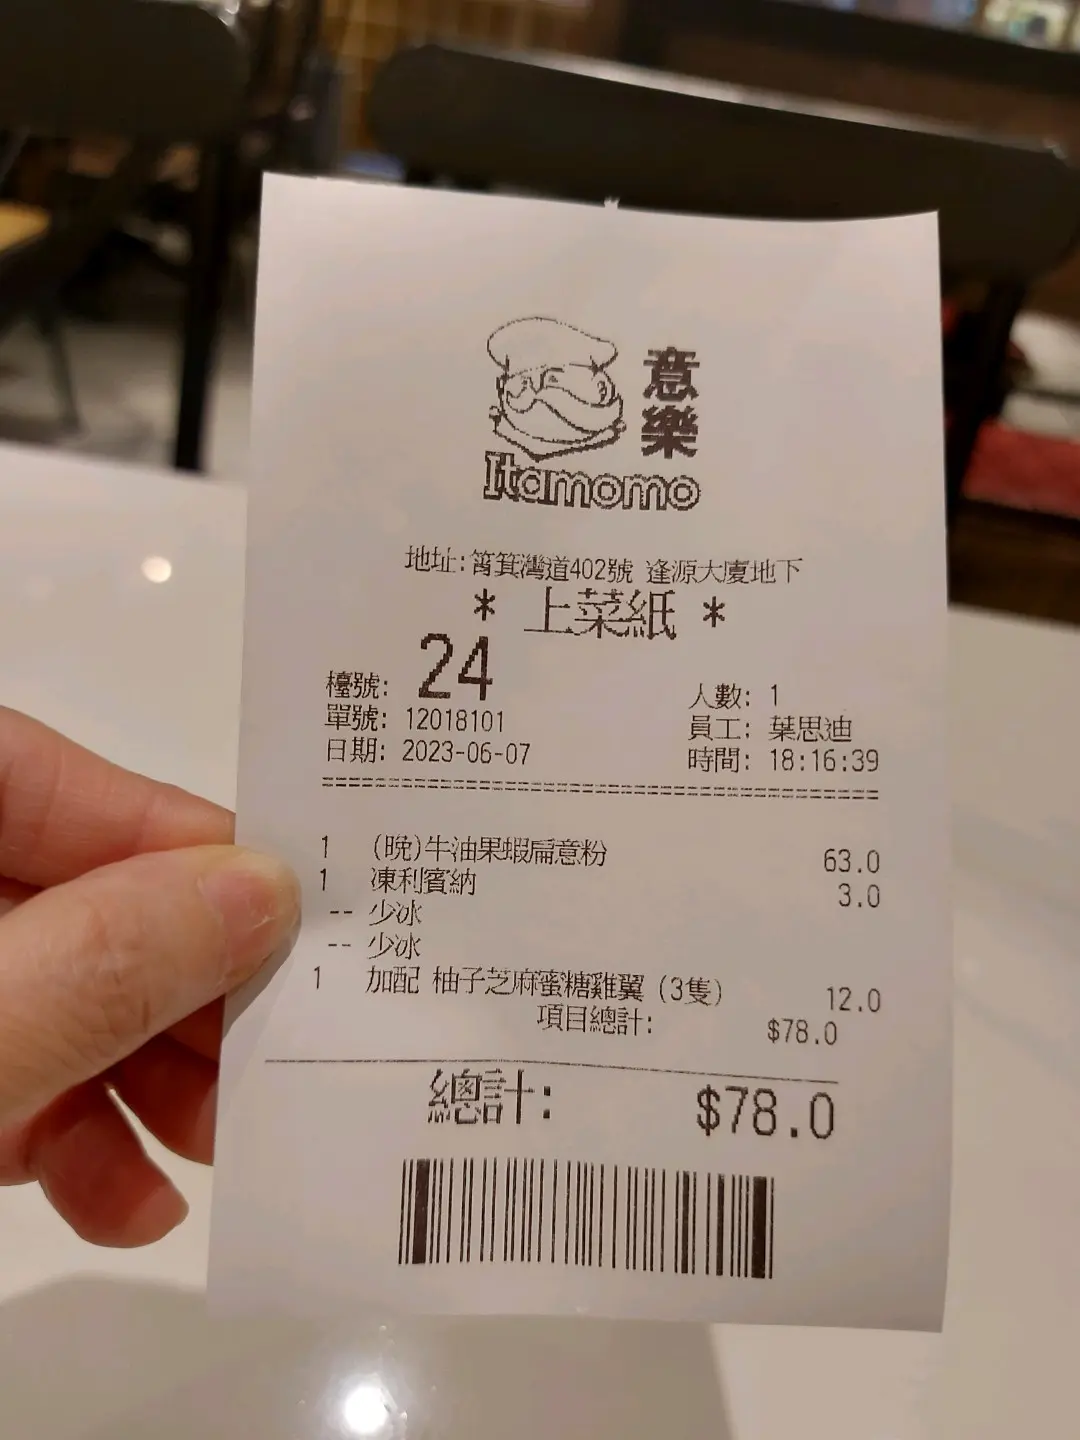 意樂
Itamomo
地址:筲箕灣道402號 逢源大廈地下
* 上菜紙 *
檯號: 24 人數: 1
單號: 12018101 員工: 葉思迪
日期: 2023-06-07 時間: 18:16:39
1 (晚)牛油果蝦扁意粉 63.0
1 凍利賓納 3.0
-- 少冰
-- 少冰
1 加配 柚子芝麻蜜糖雞翼 (3隻) 12.0
項目總計: $78.0
總計: $78.0